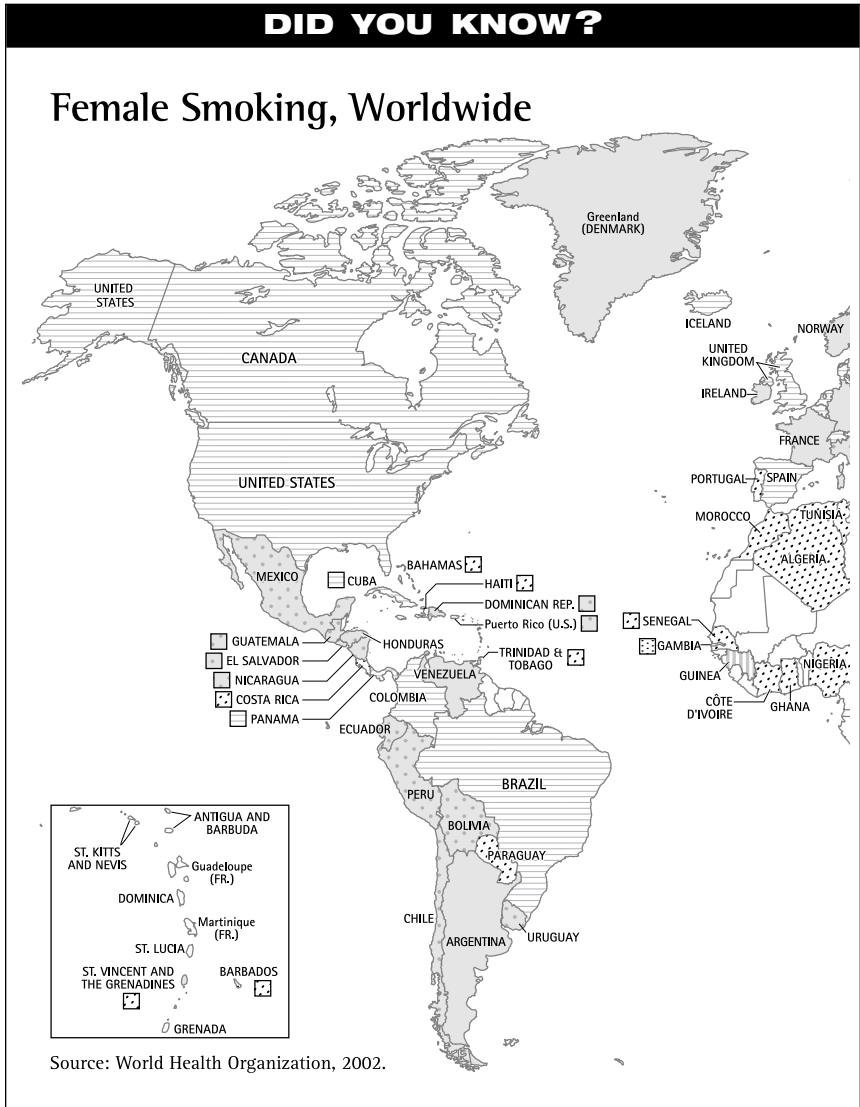 DID YOU KNOW?
Female Smoking, Worldwide
Greenland
(DENMARK)
UNITED
STATES
ICELAND
NORWAY
CANADA
UNITED
KINGDOM
IRELAND
FRANCE
UNITED STATES
PORTUGAL
SPAIN
MOROCCO
TUNISIA
ALGERIA
MEXICO
CUBA
BAHAMAS
HAITI
DOMINICAN REP.
Puerto Rico (U.S.)
GUATEMALA
HONDURAS
EL SALVADOR
NICARAGUA
COSTA RICA
PANAMA
TRINIDAD &
TOBAGO
VENEZUELA
COLOMBIA
ECUADOR
SENEGAL
GAMBIA
GUINEA
NIGERIA
CÔTE
D'IVOIRE
GHANA
BRAZIL
PERU
BOLIVIA
PARAGUAY
CHILE
ARGENTINA
URUGUAY
ANTIGUA AND
BARBUDA
ST. KITTS
AND NEVIS
Guadeloupe
(FR.)
DOMINICA
Martinique
(FR.)
ST. LUCIA
ST. VINCENT AND
THE GRENADINES
BARBADOS
GRENADA
Source: World Health Organization, 2002.